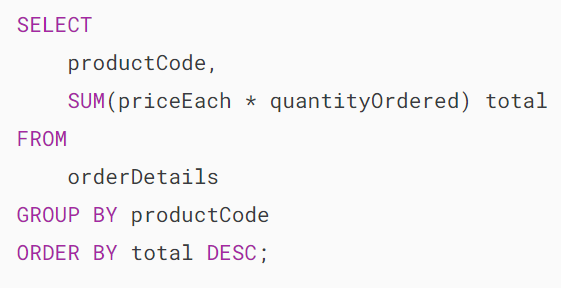 SELECT
    productCode,
    SUM(priceEach * quantityOrdered) total
FROM
    orderDetails
GROUP BY productCode
ORDER BY total DESC;